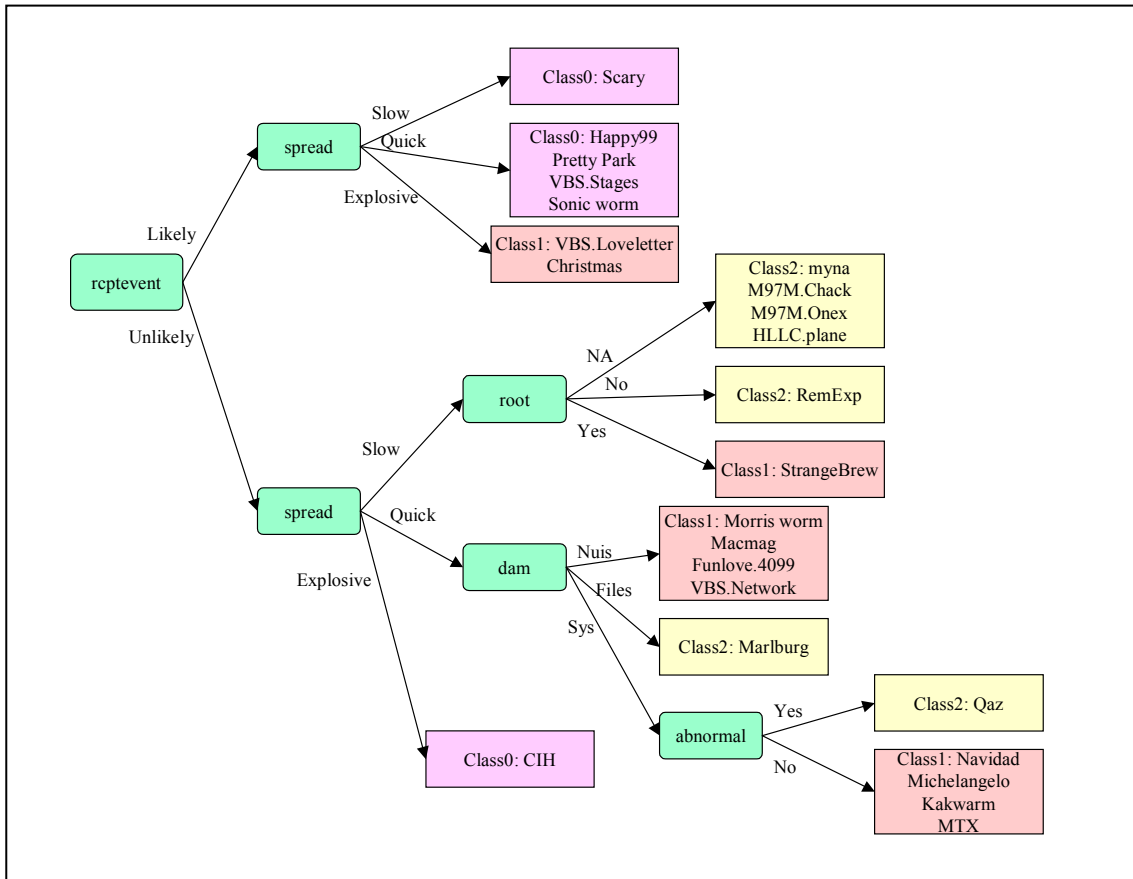 Class0: Scary
Slow
spread
Quick
Class0: Happy99
Pretty Park
VBS.Stages
Sonic worm
Explosive
Likely
Class1: VBS.Loveletter
Christmas
rcptevent
Unlikely
Class2: myna
M97M.Chack
M97M.Onex
HLLC.plane
NA
root
No
Class2: RemExp
Yes
Class1: StrangeBrew
Slow
spread
Quick
Explosive
dam
Nuis
Class1: Morris worm
Macmag
Funlove.4099
VBS.Network
Files
Class2: Marlburg
Sys
abnormal
Yes
Class2: Qaz
No
Class1: Navidad
Michelangelo
Kakwarm
MTX
Class0: CIH